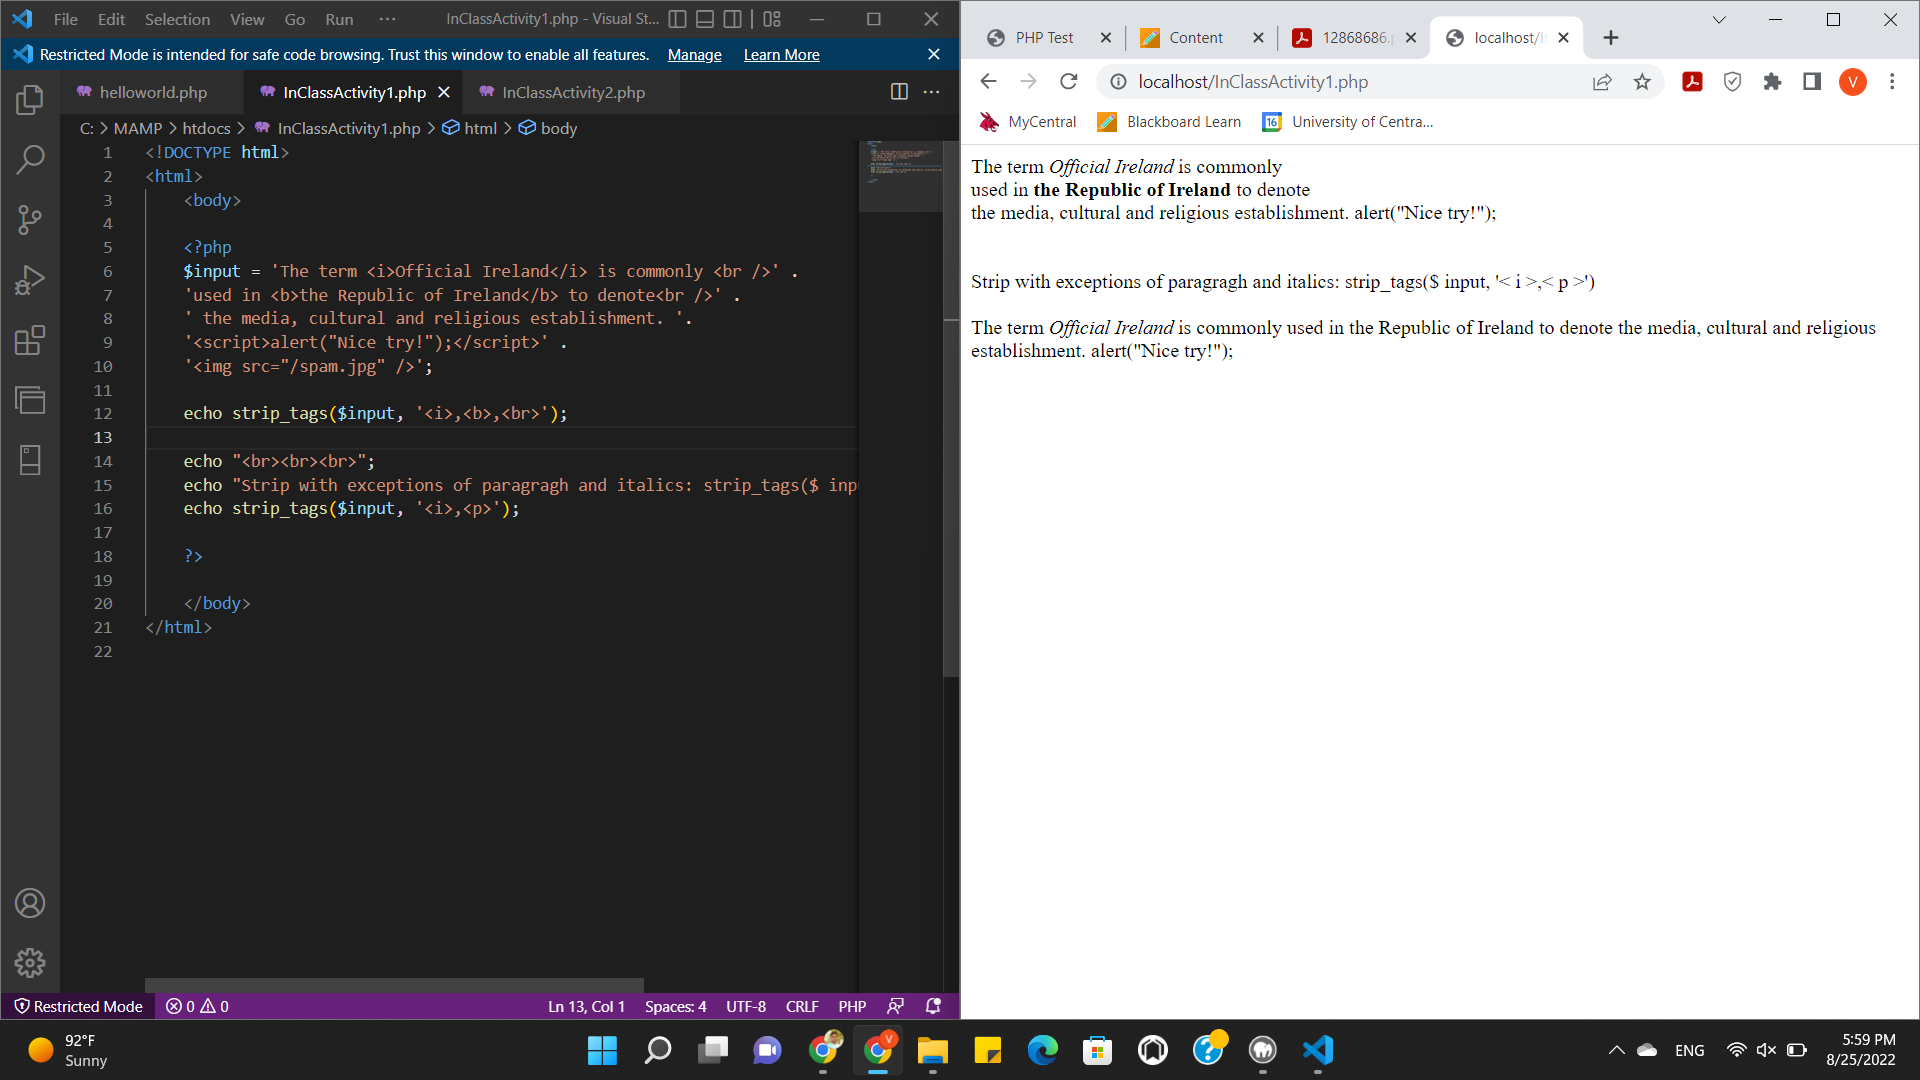 File Edit Selection View Go Run ··· InClassActivity1.php - Visual St...
Restricted Mode is intended for safe code browsing. Trust this window to enable all features. Manage Learn More
helloworld.php InClassActivity1.php InClassActivity2.php
C: > MAMP > htdocs > InClassActivity1.php > html > body
1 <!DOCTYPE html>
2 <html>
3 <body>
4
5 <?php
6 $input = 'The term <i>Official Ireland</i> is commonly <br />' .
7 'used in <b>the Republic of Ireland</b> to denote<br />' .
8 ' the media, cultural and religious establishment. '.
9 '<script>alert("Nice try!");</script>' .
10 '<img src="/spam.jpg" />';
11
12 echo strip_tags($input, '<i>,<b>,<br>');
13
14 echo "<br><br><br>";
15 echo "Strip with exceptions of paragragh and italics: strip_tags($ inp
16 echo strip_tags($input, '<i>,<p>');
17
18 ?>
19
20 </body>
21 </html>
22
Restricted Mode 0 0 Ln 13, Col 1 Spaces: 4 UTF-8 CRLF PHP
PHP Test Content 12868686.p localhost/I
localhost/InClassActivity1.php V
MyCentral Blackboard Learn 16 University of Centra...
The term Official Ireland is commonly
used in the Republic of Ireland to denote
the media, cultural and religious establishment. alert("Nice try!");
Strip with exceptions of paragragh and italics: strip_tags($ input, '< i >,< p >')
The term Official Ireland is commonly used in the Republic of Ireland to denote the media, cultural and religious
establishment. alert("Nice try!");
92°F
Sunny
V
ENG
5:59 PM
8/25/2022